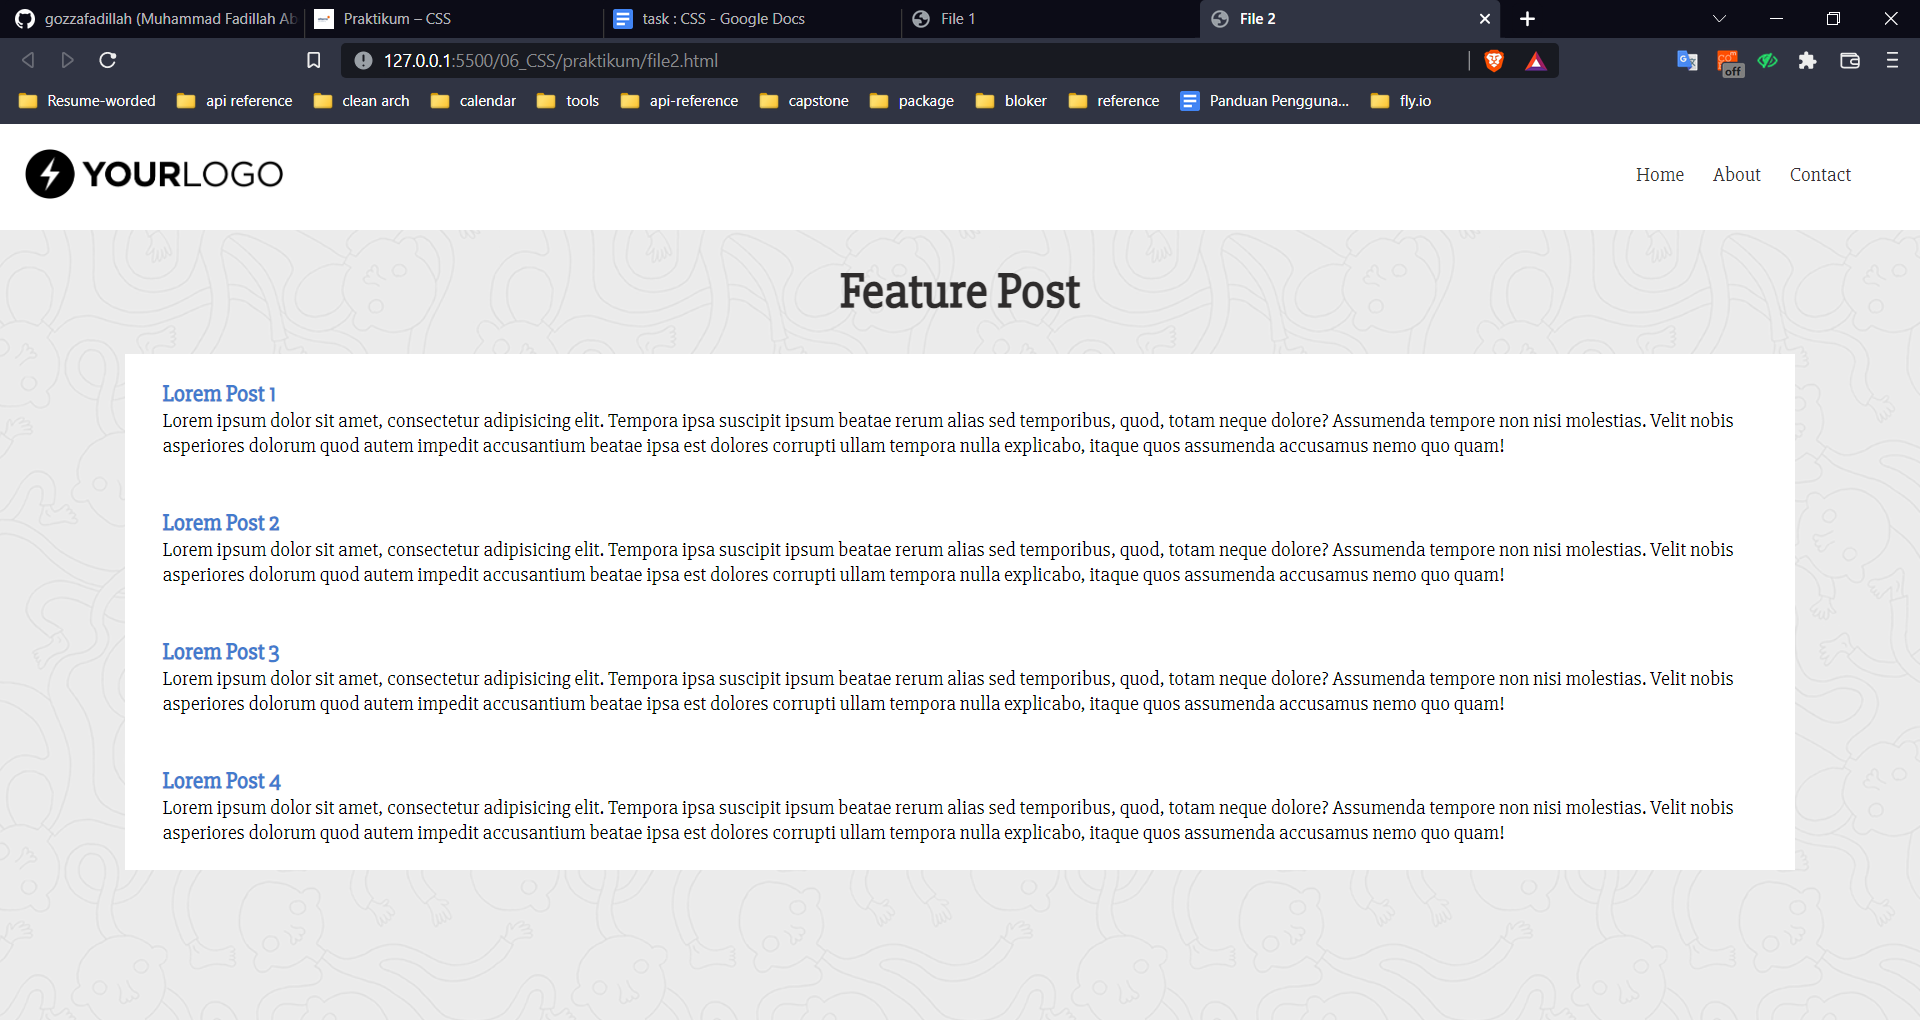 gozzafadillah (Muhammad Fadillah Ab
Praktikum – CSS
task : CSS - Google Docs
File 1
File 2
127.0.0.1:5500/06_CSS/praktikum/file2.html
off
Resume-worded
api reference
clean arch
calendar
tools
api-reference
capstone
package
bloker
reference
Panduan Pengguna...
fly.io
YOURLOGO
Home
About
Contact
Feature Post
Lorem Post 1
Lorem ipsum dolor sit amet, consectetur adipisicing elit. Tempora ipsa suscipit ipsum beatae rerum alias sed temporibus, quod, totam neque dolore? Assumenda tempore non nisi molestias. Velit nobis
asperiores dolorum quod autem impedit accusantium beatae ipsa est dolores corrupti ullam tempora nulla explicabo, itaque quos assumenda accusamus nemo quo quam!
Lorem Post 2
Lorem ipsum dolor sit amet, consectetur adipisicing elit. Tempora ipsa suscipit ipsum beatae rerum alias sed temporibus, quod, totam neque dolore? Assumenda tempore non nisi molestias. Velit nobis
asperiores dolorum quod autem impedit accusantium beatae ipsa est dolores corrupti ullam tempora nulla explicabo, itaque quos assumenda accusamus nemo quo quam!
Lorem Post 3
Lorem ipsum dolor sit amet, consectetur adipisicing elit. Tempora ipsa suscipit ipsum beatae rerum alias sed temporibus, quod, totam neque dolore? Assumenda tempore non nisi molestias. Velit nobis
asperiores dolorum quod autem impedit accusantium beatae ipsa est dolores corrupti ullam tempora nulla explicabo, itaque quos assumenda accusamus nemo quo quam!
Lorem Post 4
Lorem ipsum dolor sit amet, consectetur adipisicing elit. Tempora ipsa suscipit ipsum beatae rerum alias sed temporibus, quod, totam neque dolore? Assumenda tempore non nisi molestias. Velit nobis
asperiores dolorum quod autem impedit accusantium beatae ipsa est dolores corrupti ullam tempora nulla explicabo, itaque quos assumenda accusamus nemo quo quam!